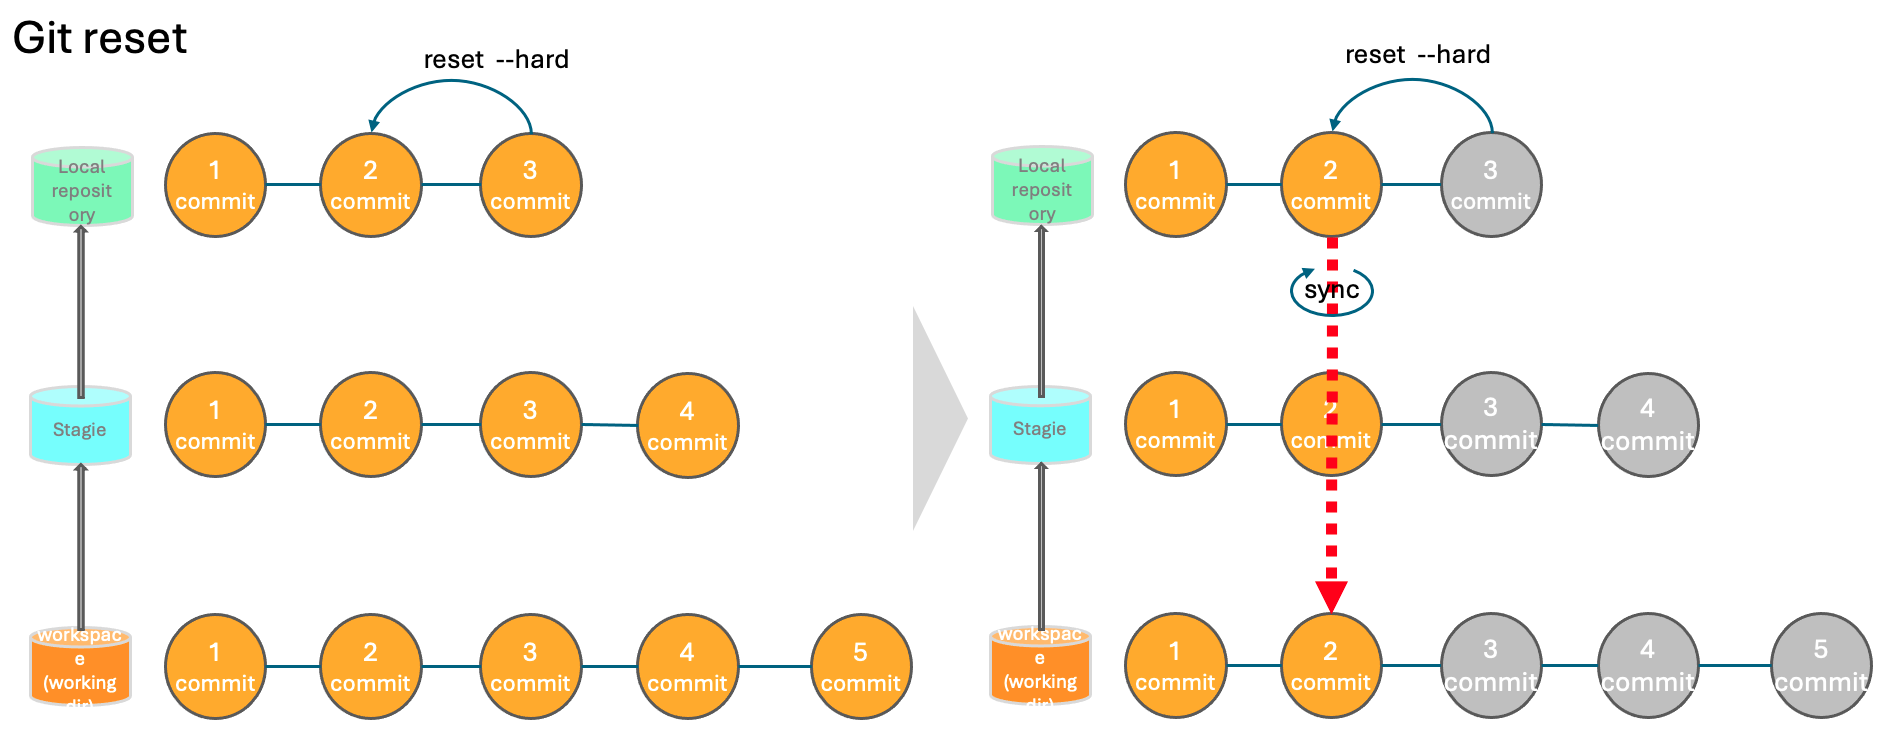 Git reset
reset --hard
reset --hard
Local
reposit
ory
1
commit
2
commit
3
commit
Local
reposit
ory
1
commit
2
commit
3
commit
sync
Stagie
1
commit
2
commit
3
commit
4
commit
Stagie
1
commit
2
commit
3
commit
4
commit
workspac
e
(working
dir)
1
commit
2
commit
3
commit
4
commit
5
commit
workspac
e
(working
dir)
1
commit
2
commit
3
commit
4
commit
5
commit